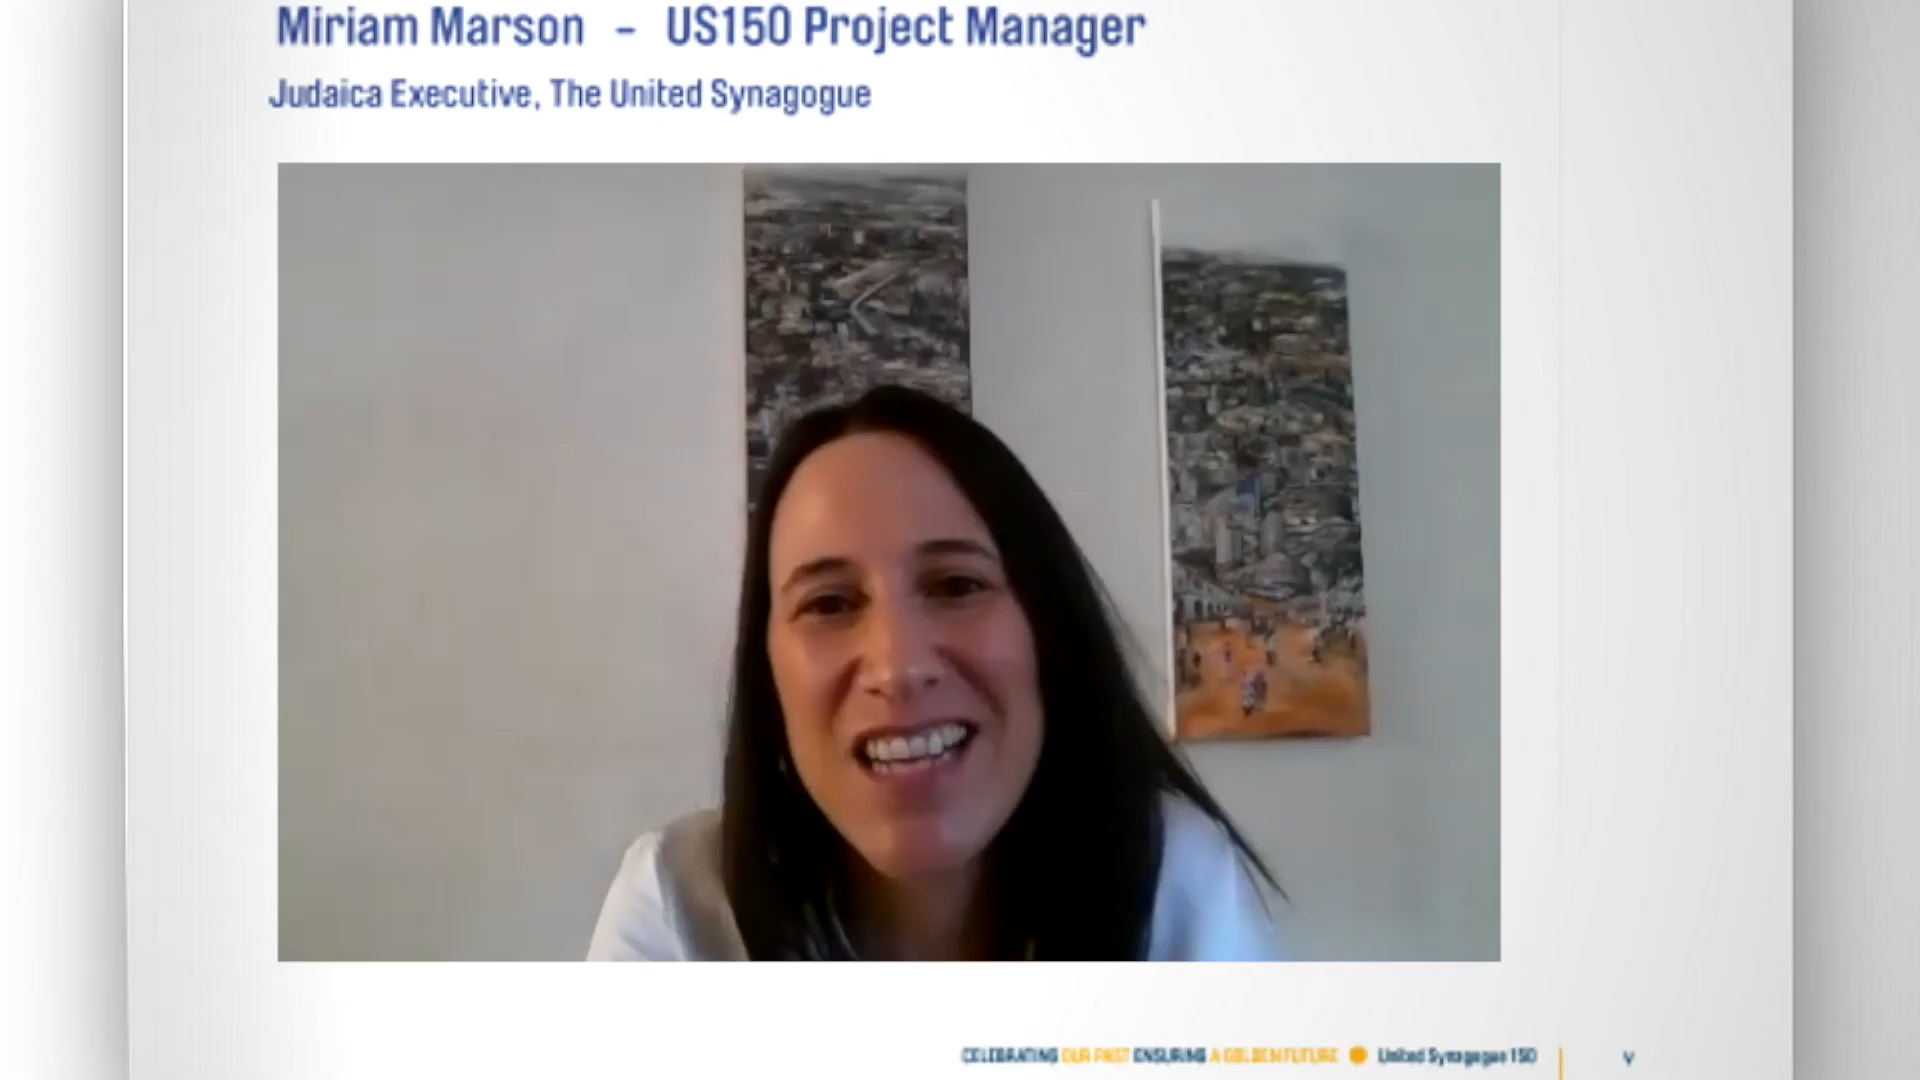 Miriam Marson - US150 Project Manager
Judaica Executive, The United Synagogue
CELEBRATING OUR PAST ENSURING A GOLDEN FUTURE ● United Synagogue 150 | v